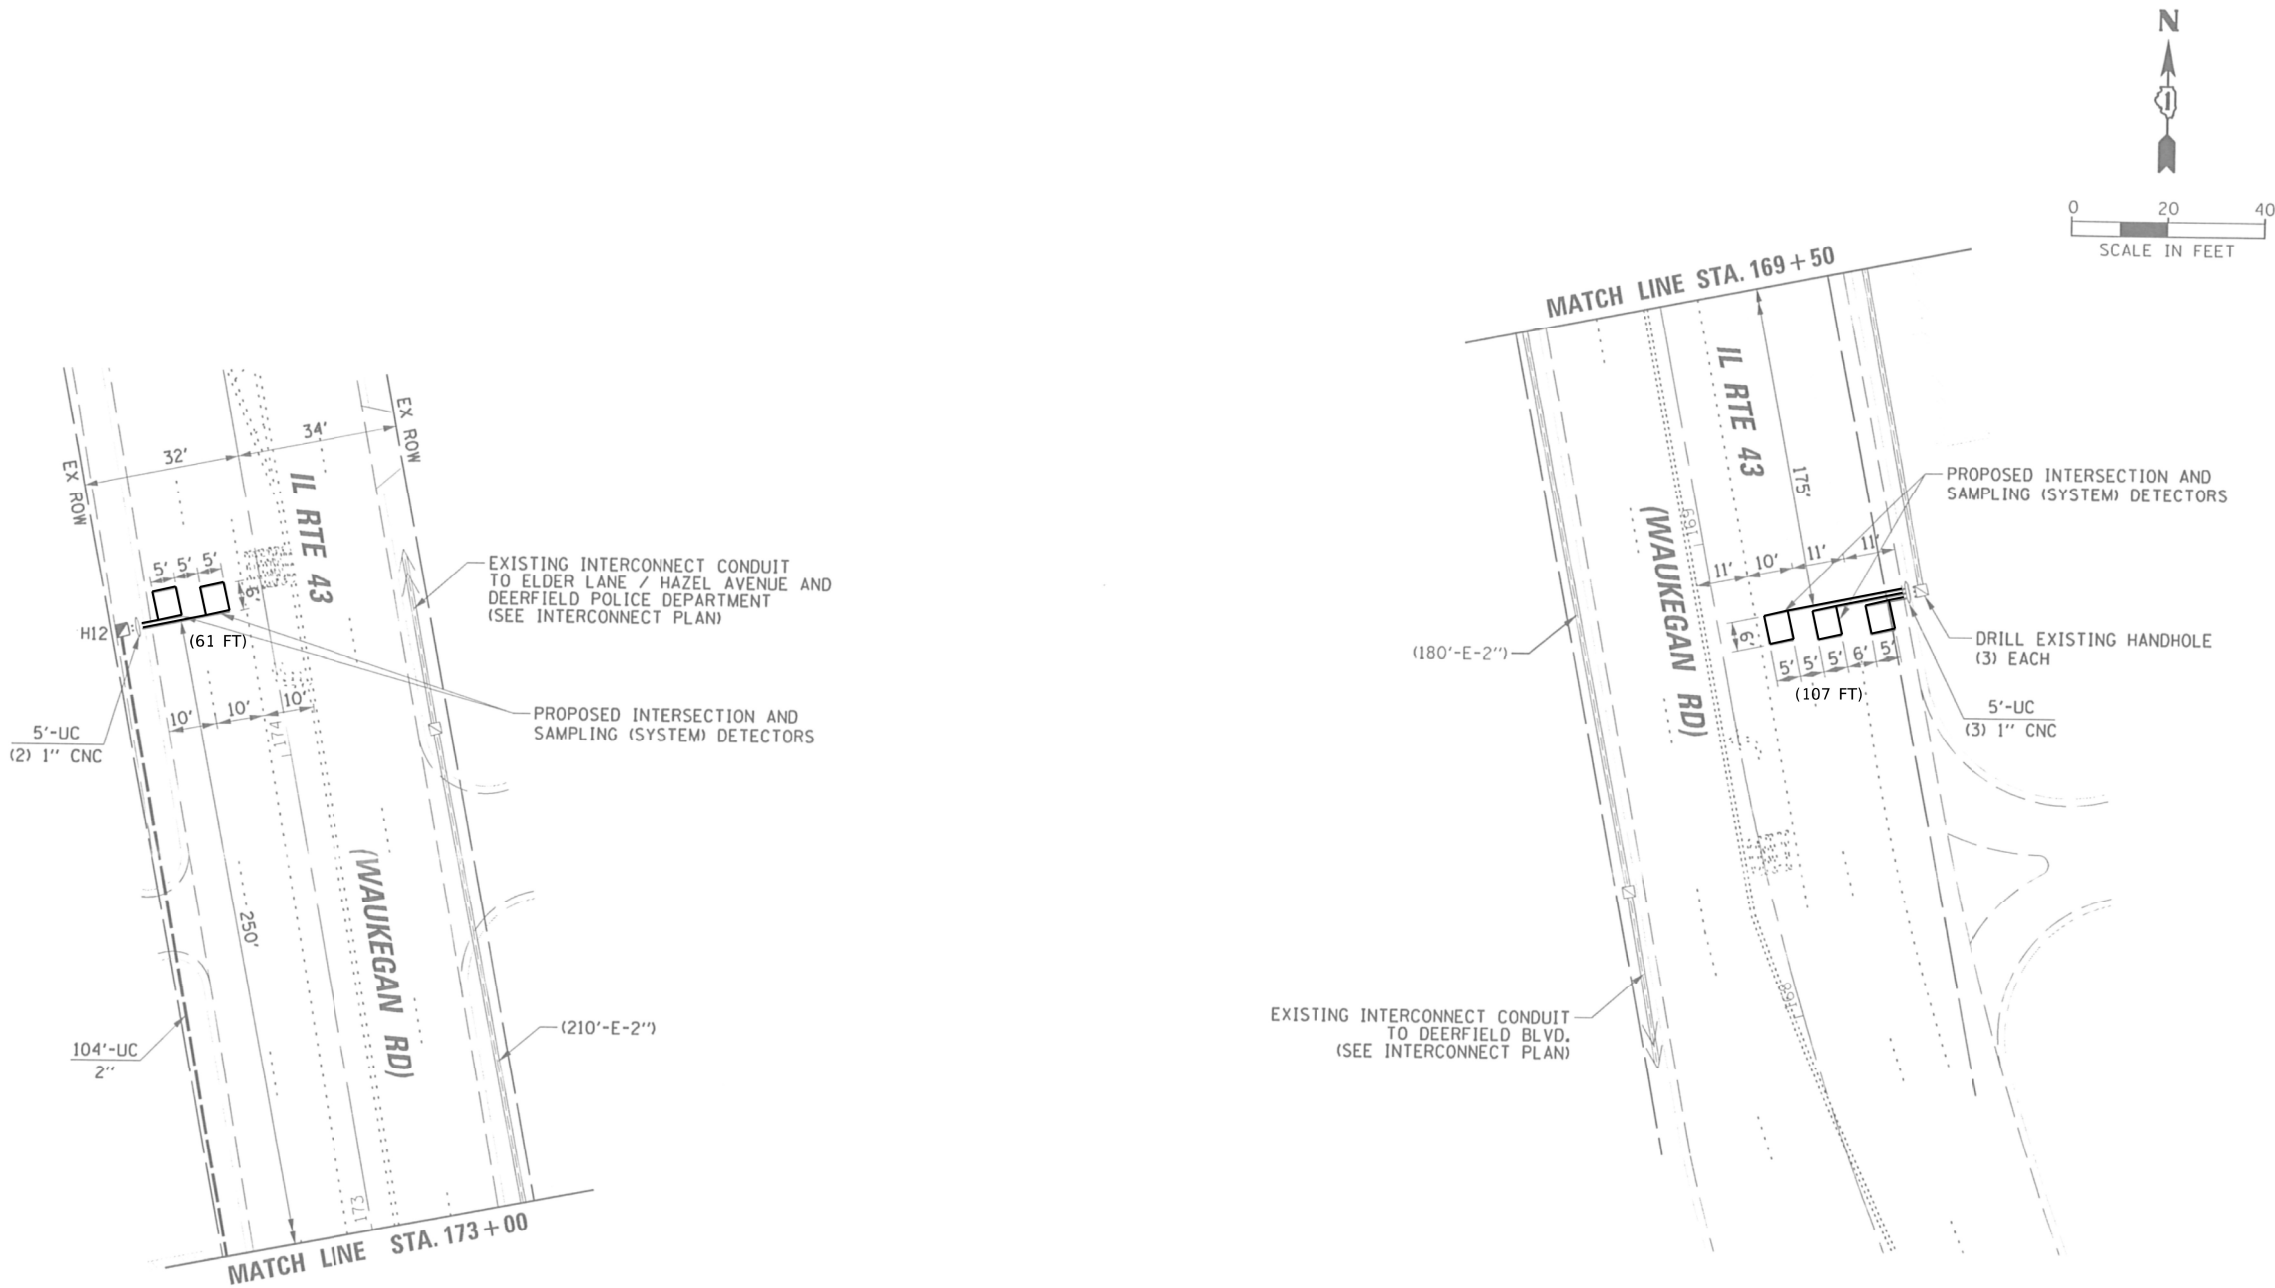 N
1
0 20 40
SCALE IN FEET
EX ROW
32'
34'
EX ROW
IL RTE 43
5' 5' 5'
6'
H12
(61 FT)
EXISTING INTERCONNECT CONDUIT
TO ELDER LANE / HAZEL AVENUE AND
DEERFIELD POLICE DEPARTMENT
(SEE INTERCONNECT PLAN)
10' 10' 10'
174
PROPOSED INTERSECTION AND
SAMPLING (SYSTEM) DETECTORS
5'-UC
(2) 1" CNC
(WAUKEGAN RD)
250'
104'-UC
2"
(210'-E-2")
173
MATCH LINE STA. 173+00
MATCH LINE STA. 169+50
IL RTE 43
175'
PROPOSED INTERSECTION AND
SAMPLING (SYSTEM) DETECTORS
(WAUKEGAN RD)
169
11' 10' 11' 11'
6'
(180'-E-2")
5' 5' 5' 6' 5'
(107 FT)
DRILL EXISTING HANDHOLE
(3) EACH
5'-UC
(3) 1" CNC
168
EXISTING INTERCONNECT CONDUIT
TO DEERFIELD BLVD.
(SEE INTERCONNECT PLAN)